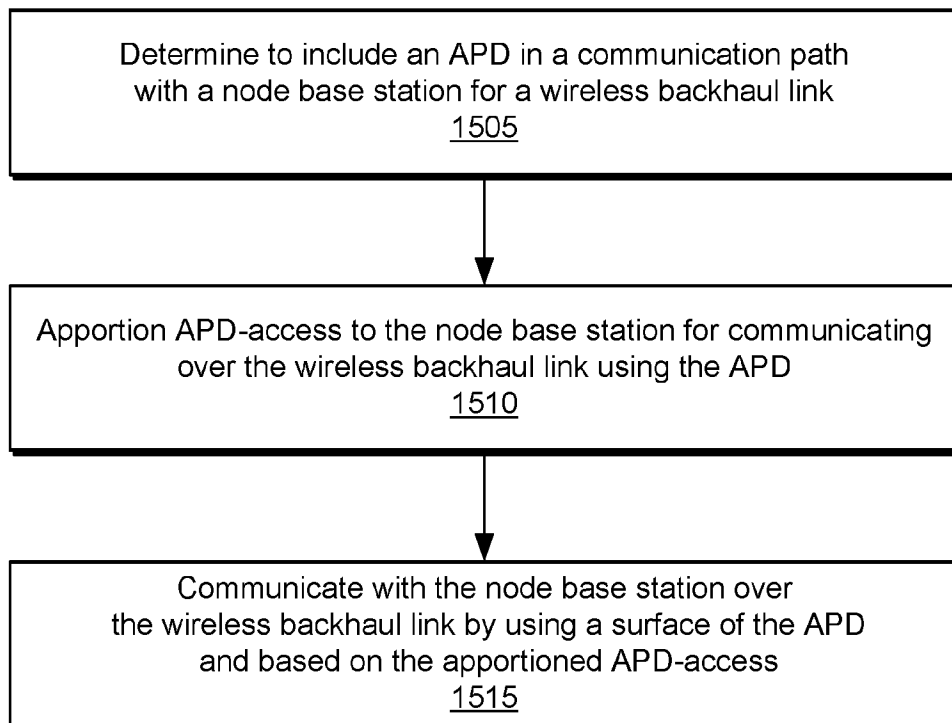 Determine to include an APD in a communication path
with a node base station for a wireless backhaul link
1505
Apportion APD-access to the node base station for communicating
over the wireless backhaul link using the APD
1510
Communicate with the node base station over
the wireless backhaul link by using a surface of the APD
and based on the apportioned APD-access
1515